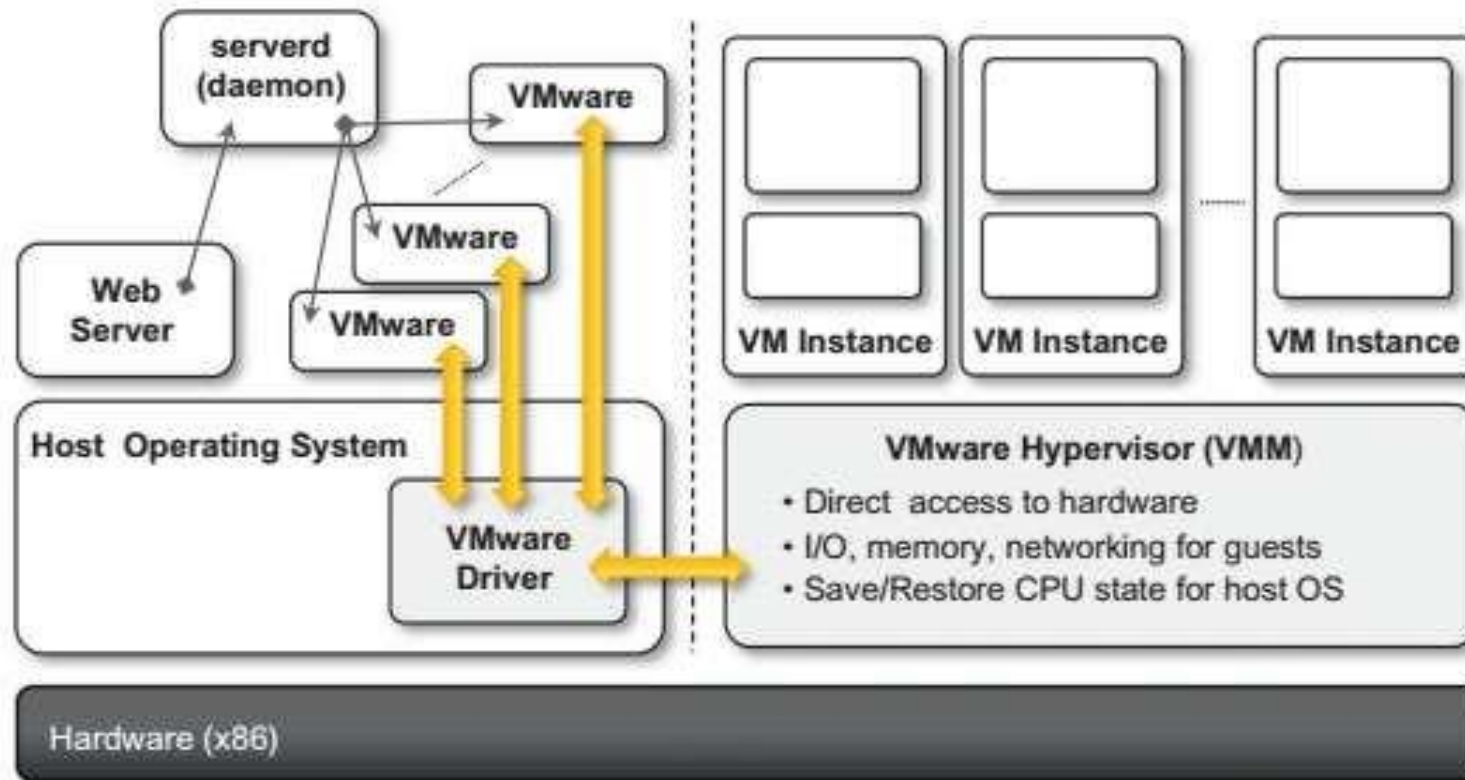 serverd
(daemon)
VMware
VMware
VMware
Web
Server
Host Operating System
VMware
Driver
VM Instance
VM Instance
VM Instance
VMware Hypervisor (VMM)
• Direct access to hardware
• I/O, memory, networking for guests
• Save/Restore CPU state for host OS
Hardware (x86)